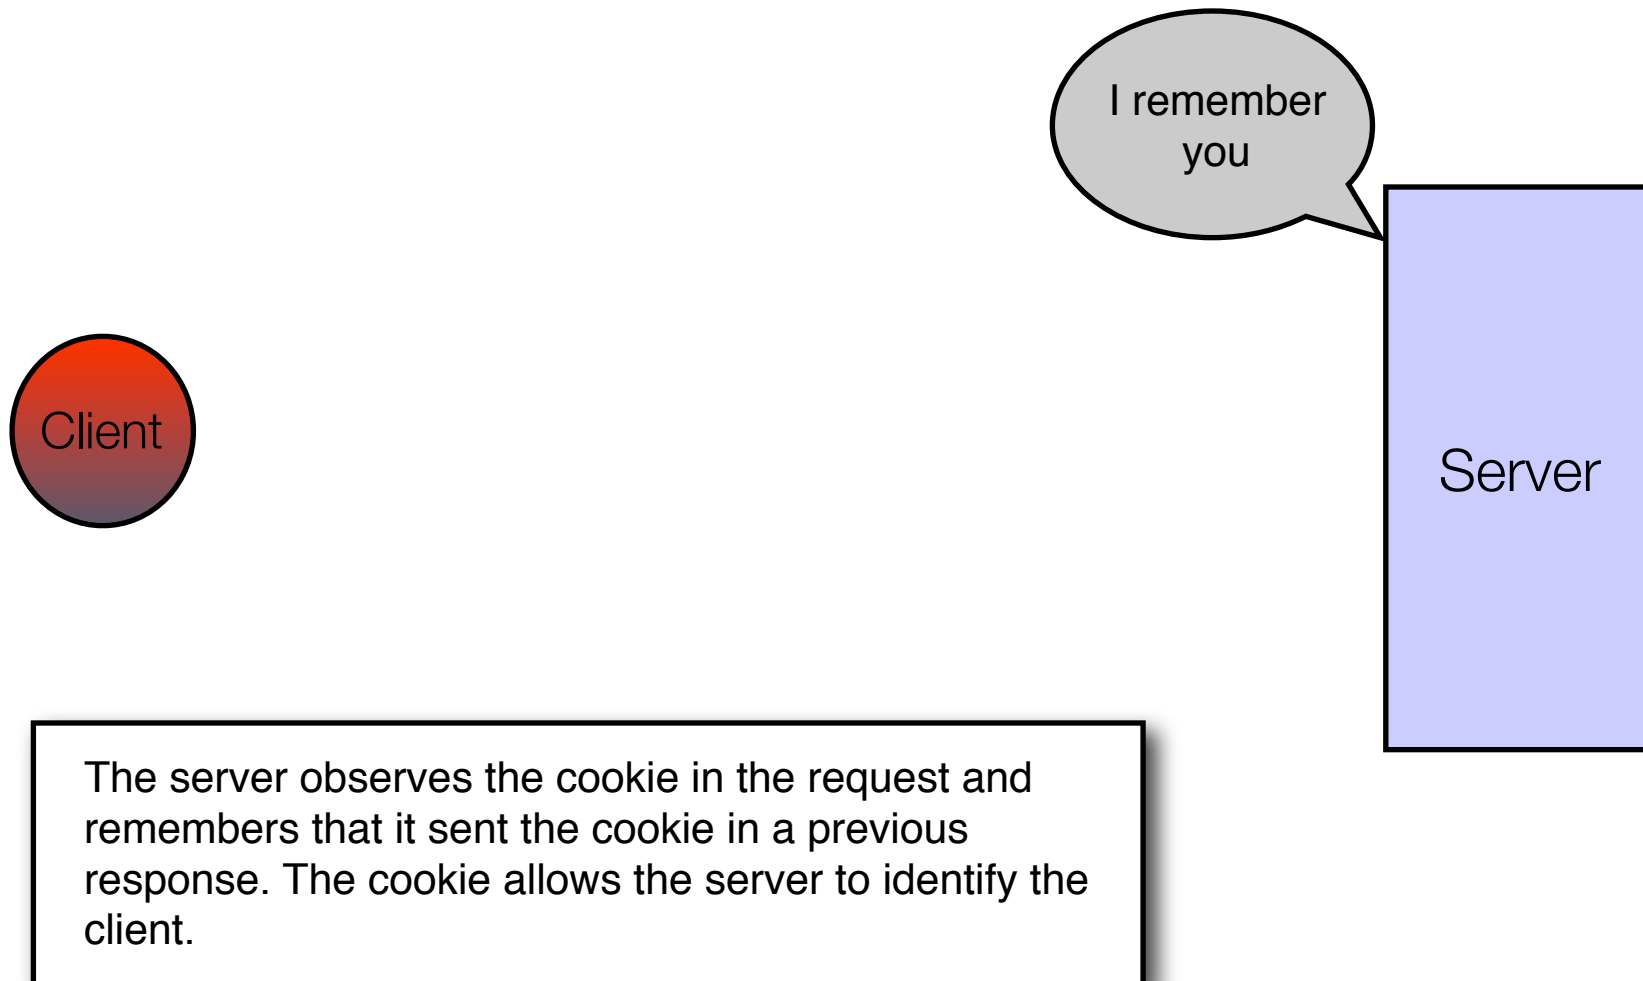 I remember
you
Client
Server
The server observes the cookie in the request and
remembers that it sent the cookie in a previous
response. The cookie allows the server to identify the
client.